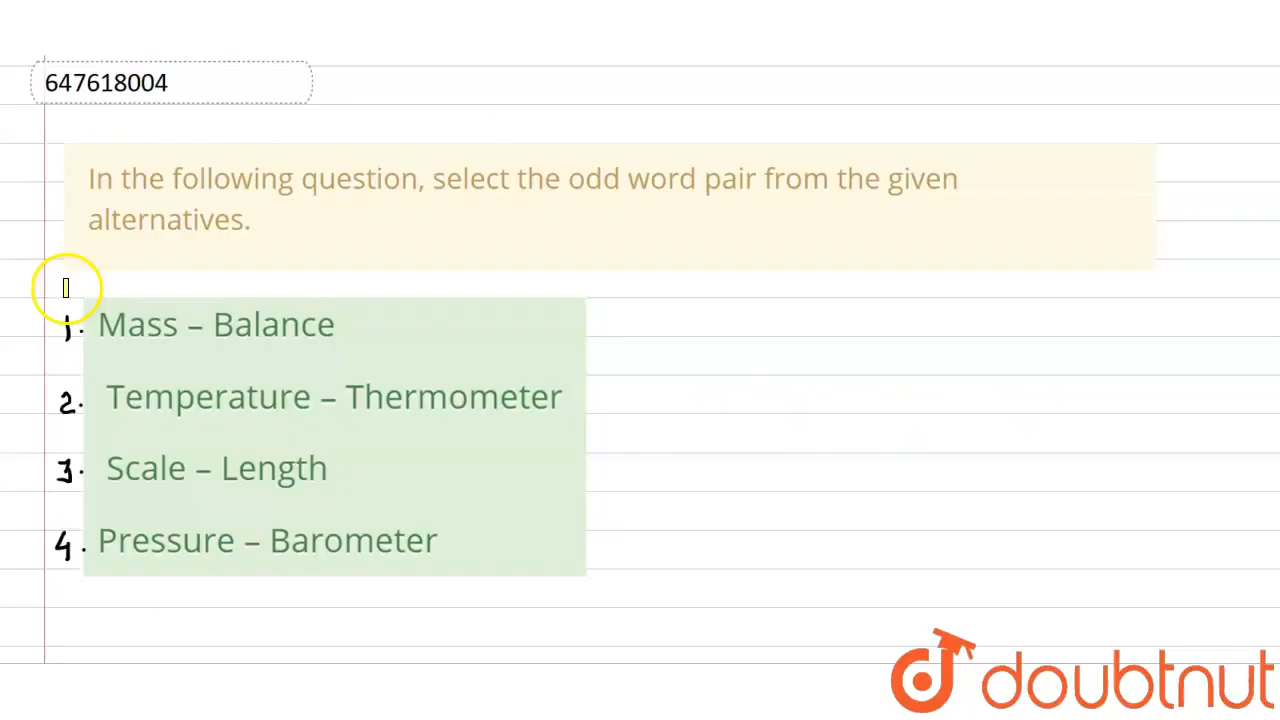 647618004
In the following question, select the odd word pair from the given
alternatives.
1. Mass – Balance
2. Temperature – Thermometer
3. Scale – Length
4. Pressure – Barometer
doubtnut